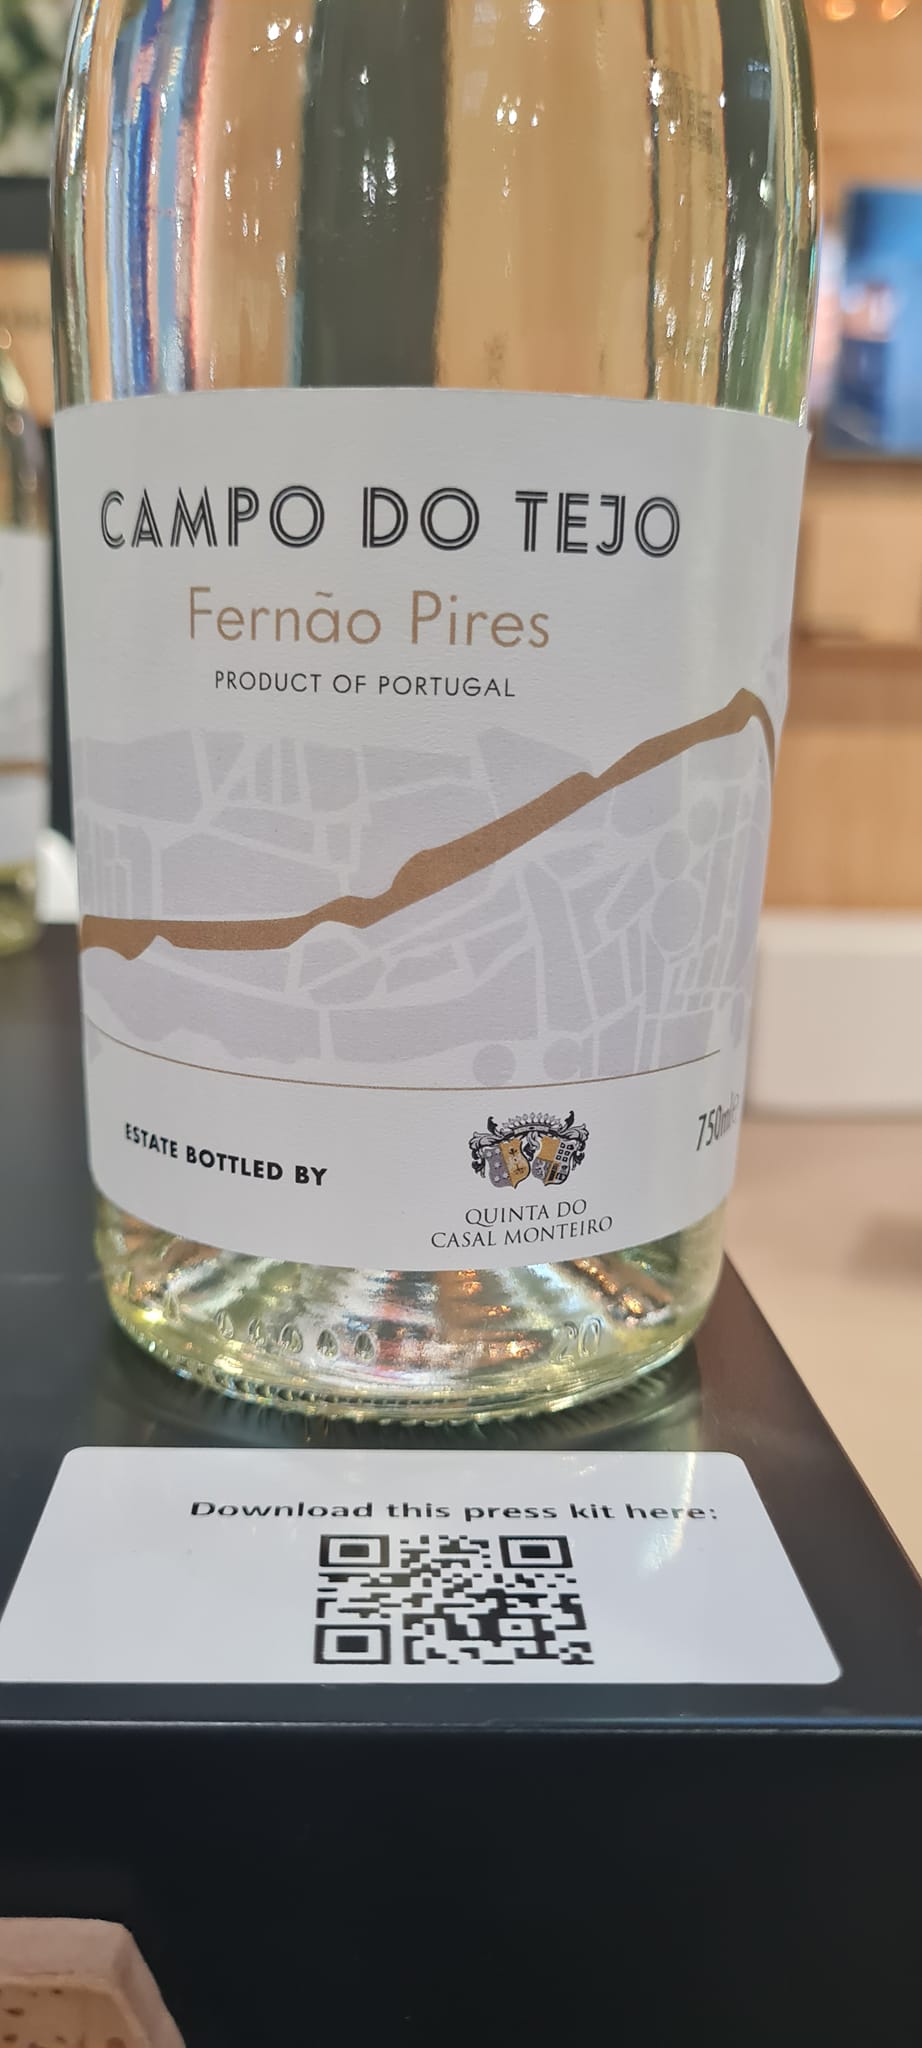 CAMPO DO TEJO
Fernão Pires
PRODUCT OF PORTUGAL
ESTATE BOTTLED BY
QUINTA DO
CASAL MONTEIRO
750ml e
20
Download this press kit here: